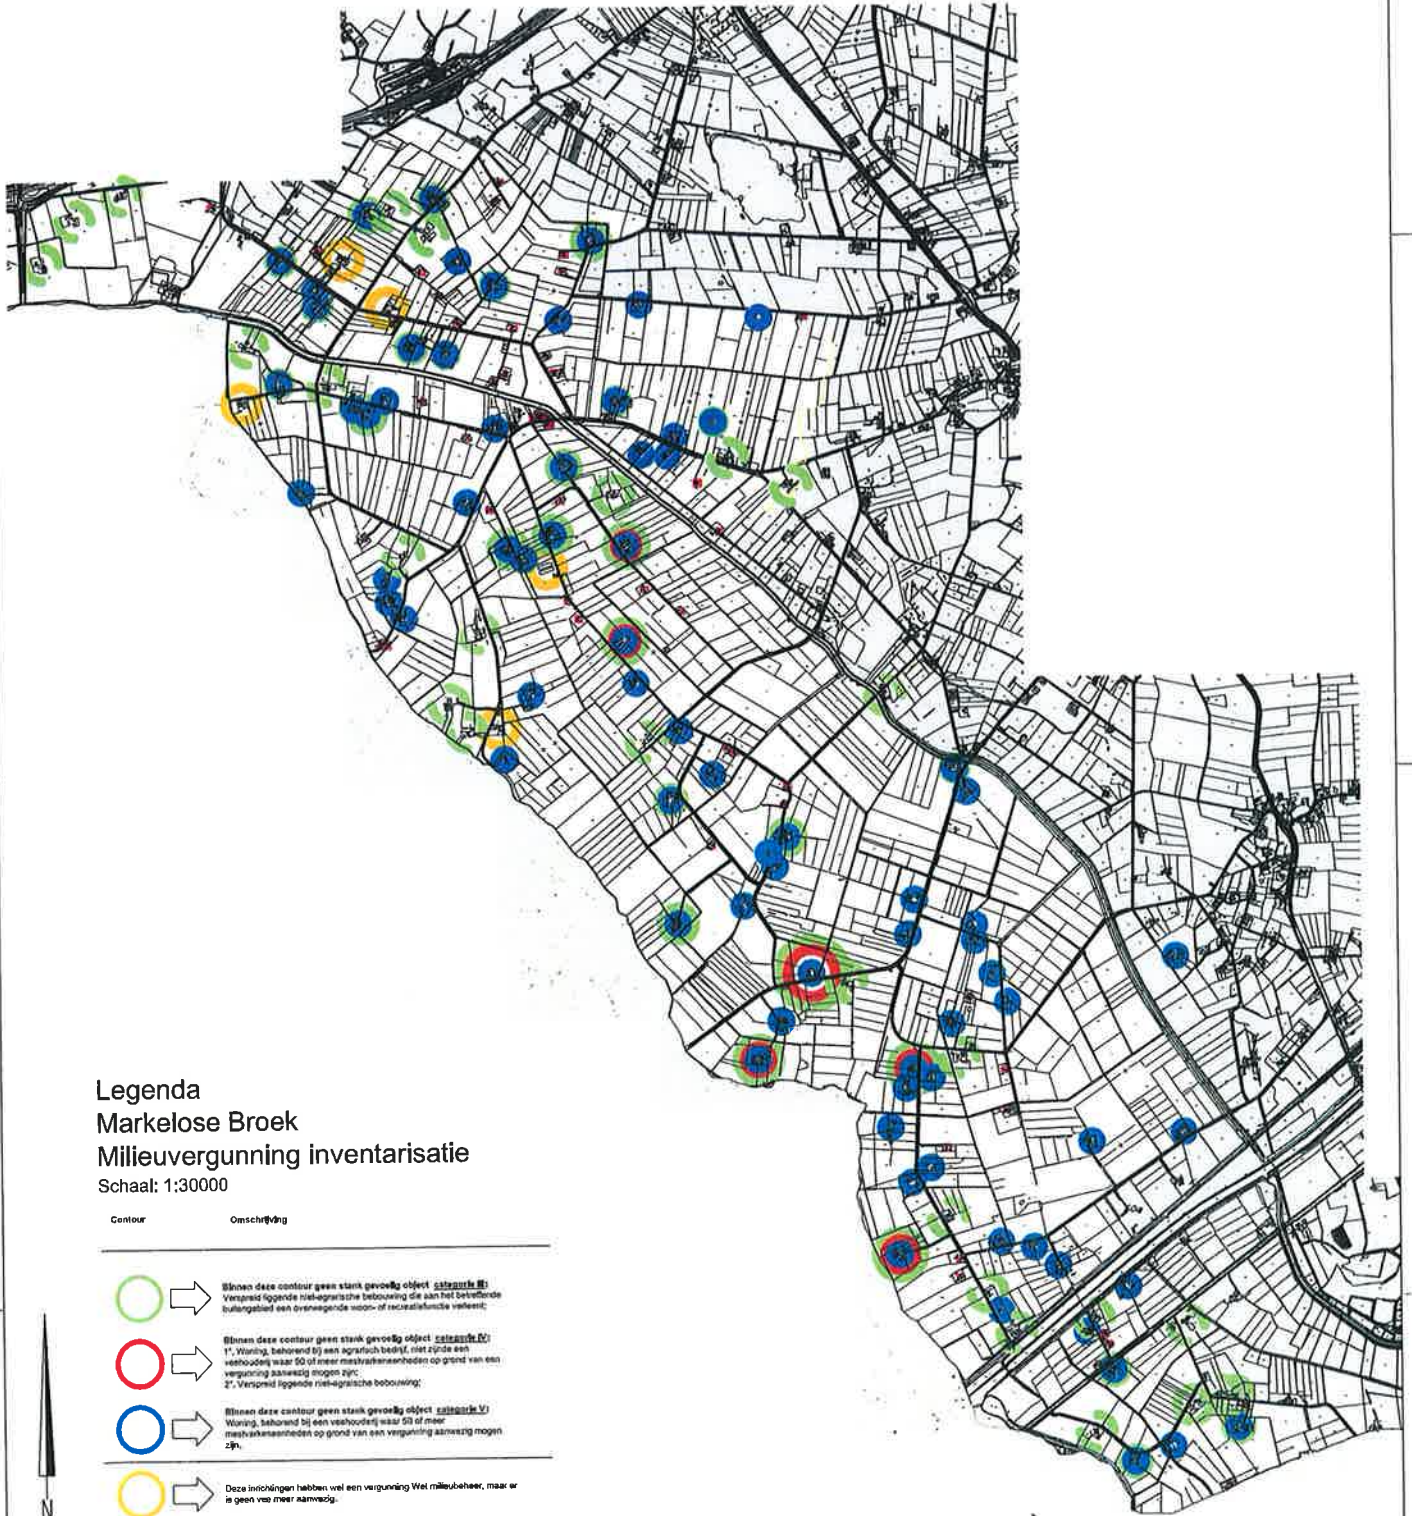 Legenda
Markelose Broek
Milieuvergunning inventarisatie
Schaal: 1:30000
Contour Omschrijving
Binnen deze contour geen stank gevoelig object categorie III:
Verspreid liggende niet-agrarische bebouwing die aan het betreffende
buitengebied een overwegende woon- of recreatiefunctie verleent;
Binnen deze contour geen stank gevoelig object categorie IV:
1°. Woning, behorend bij een agrarisch bedrijf, niet zijnde een
veehouderij waar 50 of meer mestvarkeneenheden op grond van een
vergunning aanwezig mogen zijn;
2°. Verspreid liggende niet-agrarische bebouwing;
Binnen deze contour geen stank gevoelig object categorie V:
Woning, behorend bij een veehouderij waar 50 of meer
mestvarkeneenheden op grond van een vergunning aanwezig mogen
zijn.
Deze inrichtingen hebben wel een vergunning Wet milieubeheer, maar er
is geen vee meer aanwezig.
N